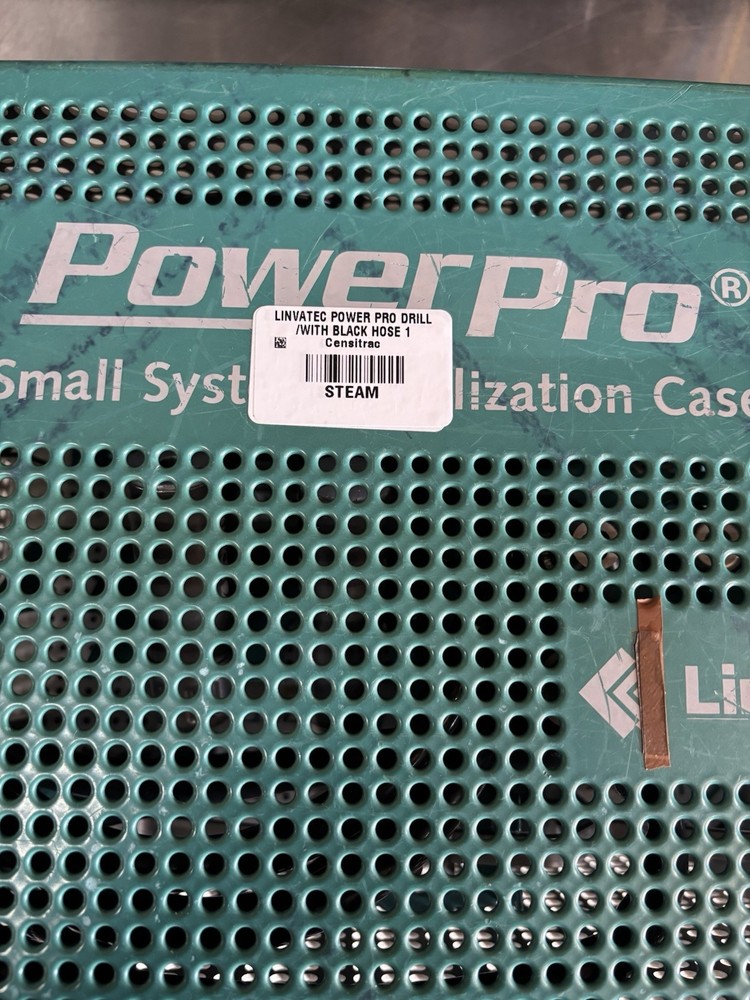 PowerPro®
LINVATEC POWER PRO DRILL
/WITH BLACK HOSE 1
Censitrac
STEAM
Small Syst lization Case
Li